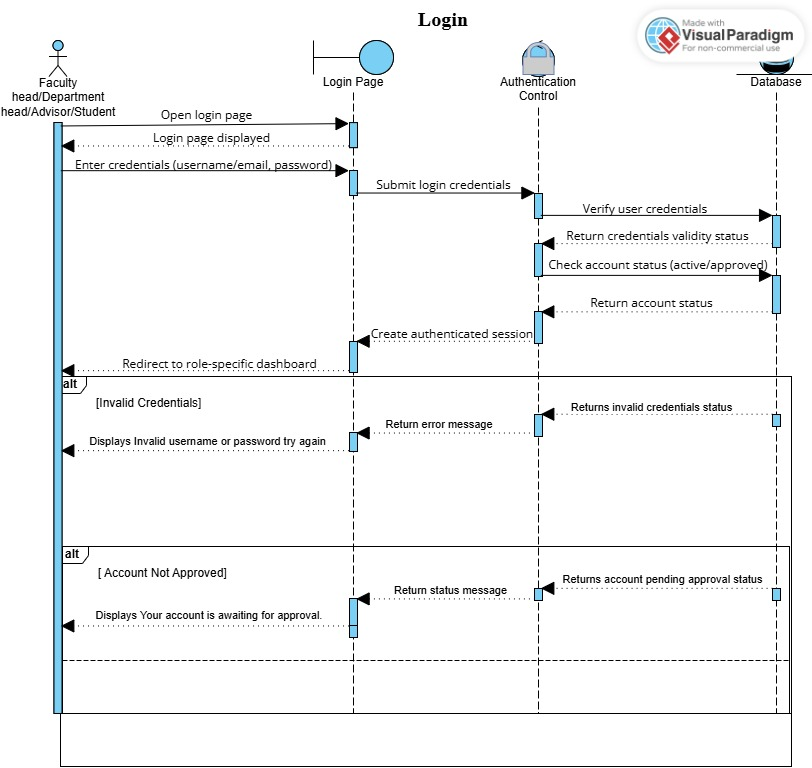 Login
Made with
VisualParadigm
For non-commercial use
Faculty
head/Department
head/Advisor/Student
Login Page
Authentication
Control
Database
Open login page
Login page displayed
Enter credentials (username/email, password)
Submit login credentials
Verify user credentials
Return credentials validity status
Check account status (active/approved)
Return account status
Create authenticated session
Redirect to role-specific dashboard
alt
[Invalid Credentials]
Returns invalid credentials status
Return error message
Displays Invalid username or password try again
alt
[ Account Not Approved]
Returns account pending approval status
Return status message
Displays Your account is awaiting for approval.